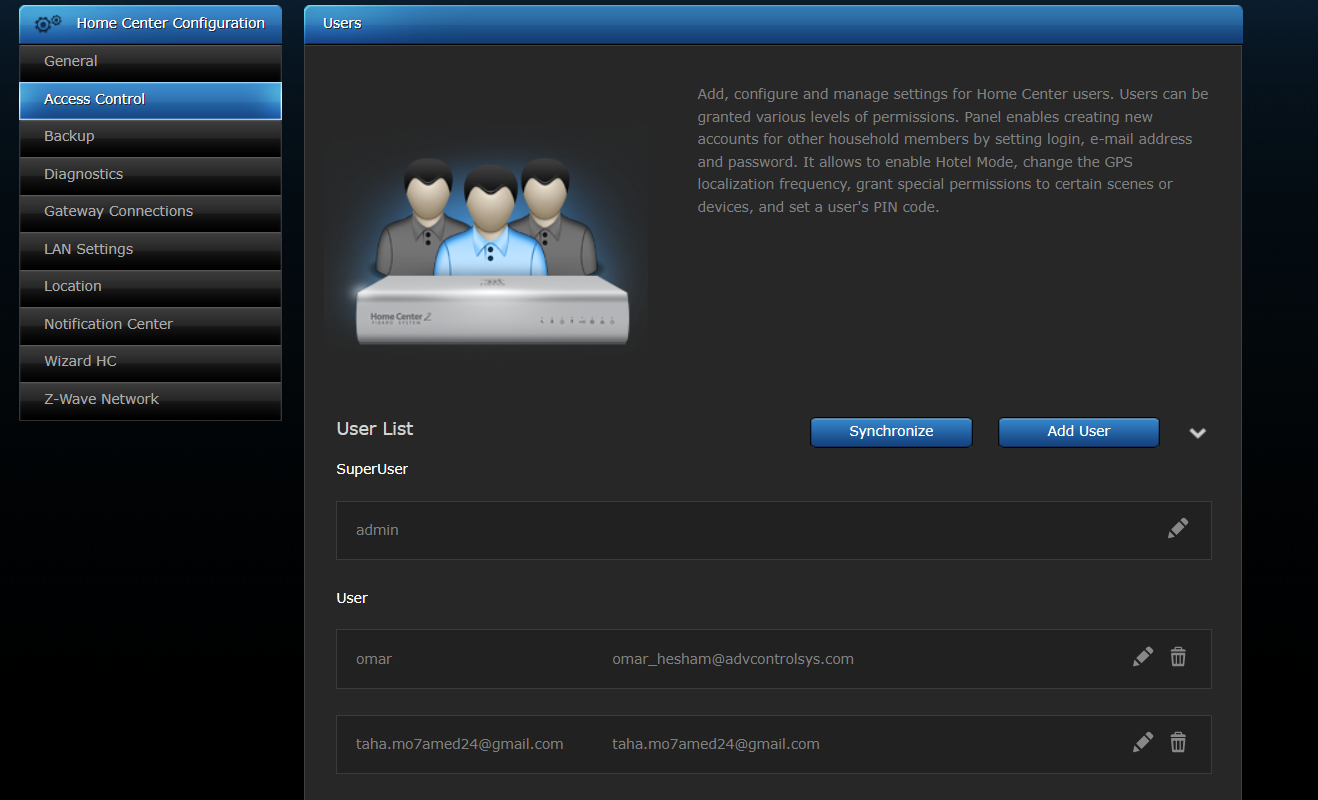 Home Center Configuration
General
Access Control
Backup
Diagnostics
Gateway Connections
LAN Settings
Location
Notification Center
Wizard HC
Z-Wave Network
Users
Add, configure and manage settings for Home Center users. Users can be
granted various levels of permissions. Panel enables creating new
accounts for other household members by setting login, e-mail address
and password. It allows to enable Hotel Mode, change the GPS
localization frequency, grant special permissions to certain scenes or
devices, and set a user's PIN code.
Home Center 2
FIBARO SYSTEM
User List
Synchronize
Add User
SuperUser
admin
User
omar omar_hesham@advcontrolsys.com
taha.mo7amed24@gmail.com taha.mo7amed24@gmail.com